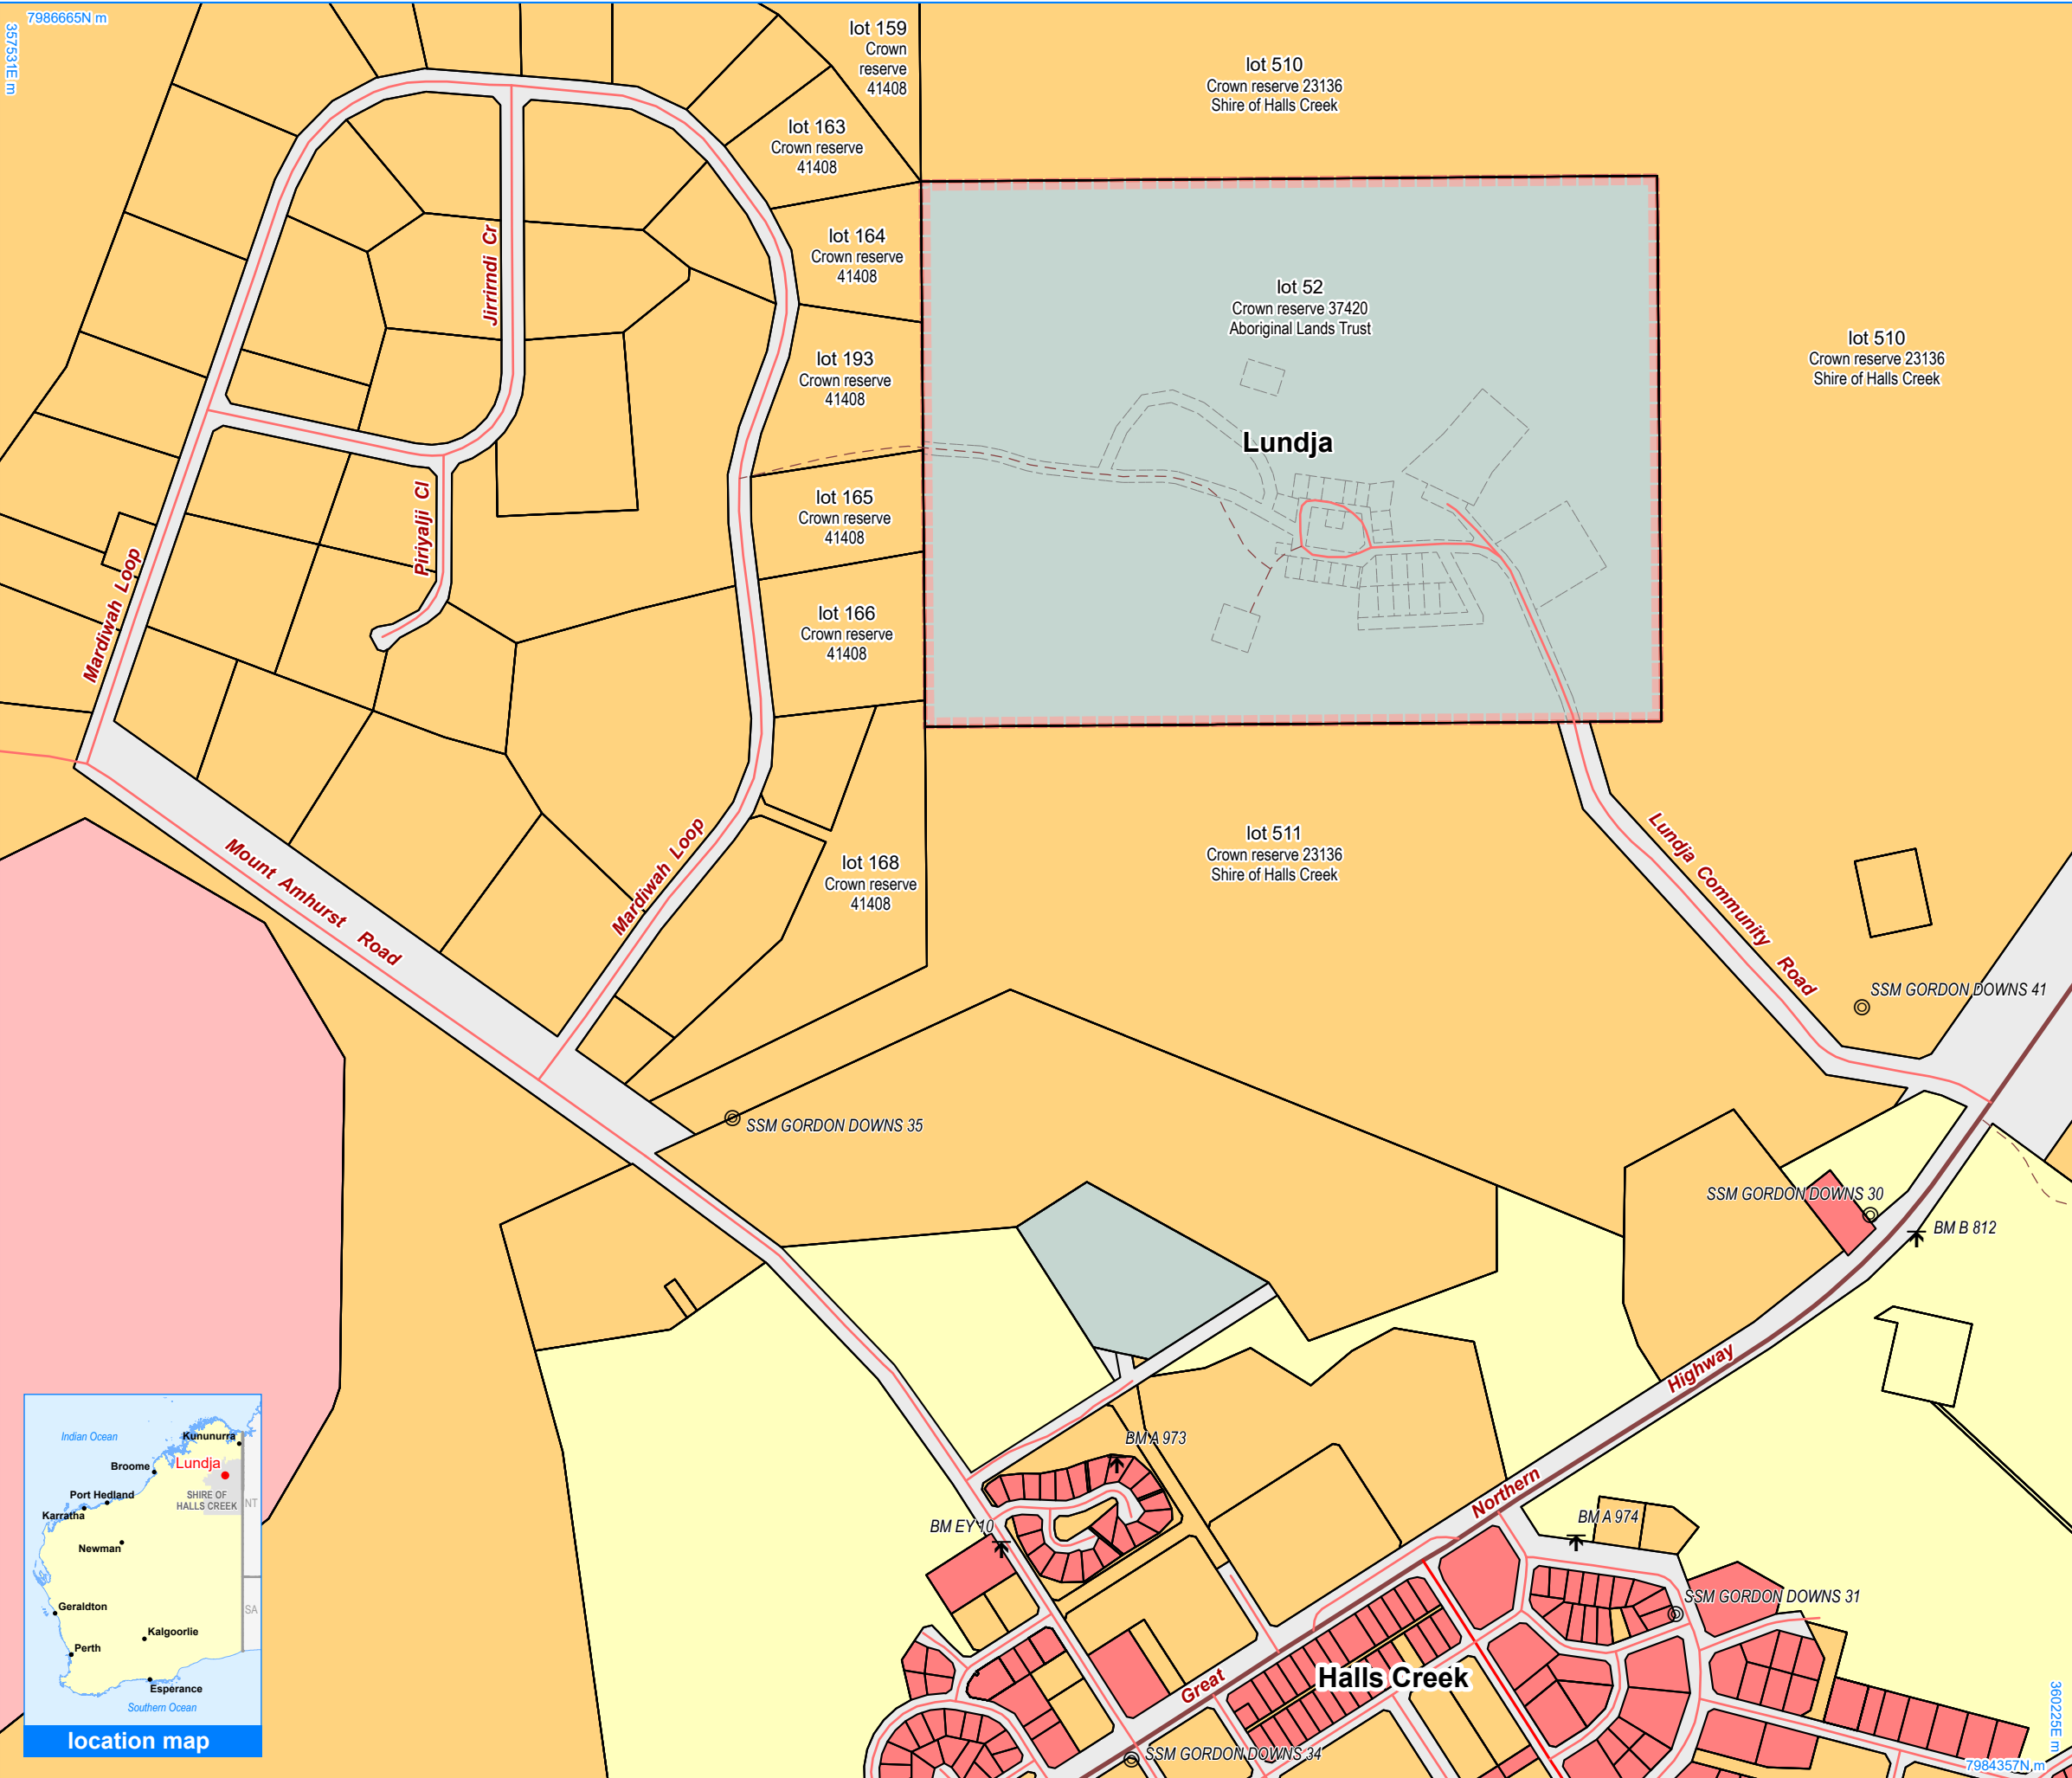 7986665N m
357531E m
lot 159
Crown
reserve
41408
lot 510
Crown reserve 23136
Shire of Halls Creek
lot 163
Crown reserve
41408
lot 164
Crown reserve
41408
lot 52
Crown reserve 37420
Aboriginal Lands Trust
lot 193
Crown reserve
41408
lot 510
Crown reserve 23136
Shire of Halls Creek
Jirrirndi Cr
Lundja
Piriyalji Cl
lot 165
Crown reserve
41408
Mardiwah Loop
lot 166
Crown reserve
41408
Mount Amhurst Road
Mardiwah Loop
lot 168
Crown reserve
41408
lot 511
Crown reserve 23136
Shire of Halls Creek
Lundja Community Road
SSM GORDON DOWNS 41
SSM GORDON DOWNS 35
SSM GORDON DOWNS 30
BM B 812
Great Northern Highway
BM A 973
BM EY 10
BM A 974
SSM GORDON DOWNS 31
Halls Creek
SSM GORDON DOWNS 34
360225E m
7984357N m
Indian Ocean
Kununurra
Broome
Lundja
Port Hedland
SHIRE OF
HALLS CREEK
NT
Karratha
Newman
Geraldton
SA
Kalgoorlie
Perth
Esperance
Southern Ocean
location map